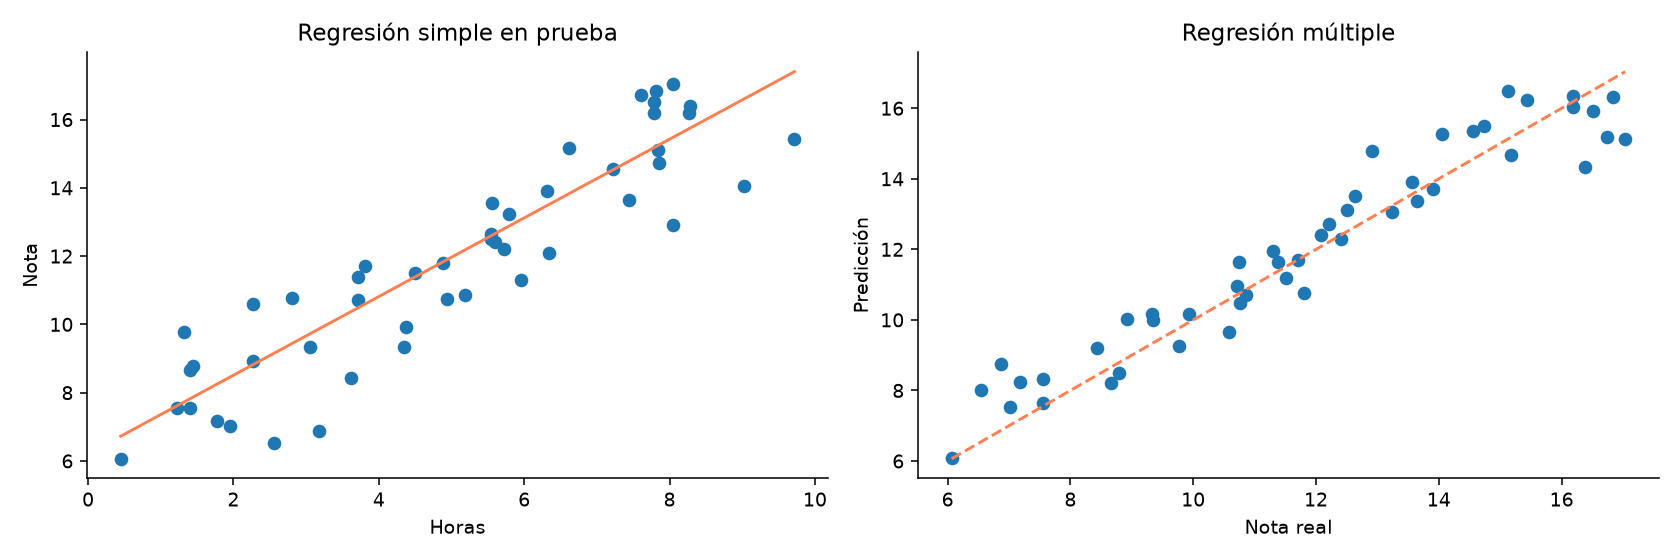 Regresión simple en prueba
Nota
16
14
12
10
8
6
0 2 4 6 8 10
Horas
Regresión múltiple
Predicción
16
14
12
10
8
6
6 8 10 12 14 16
Nota real